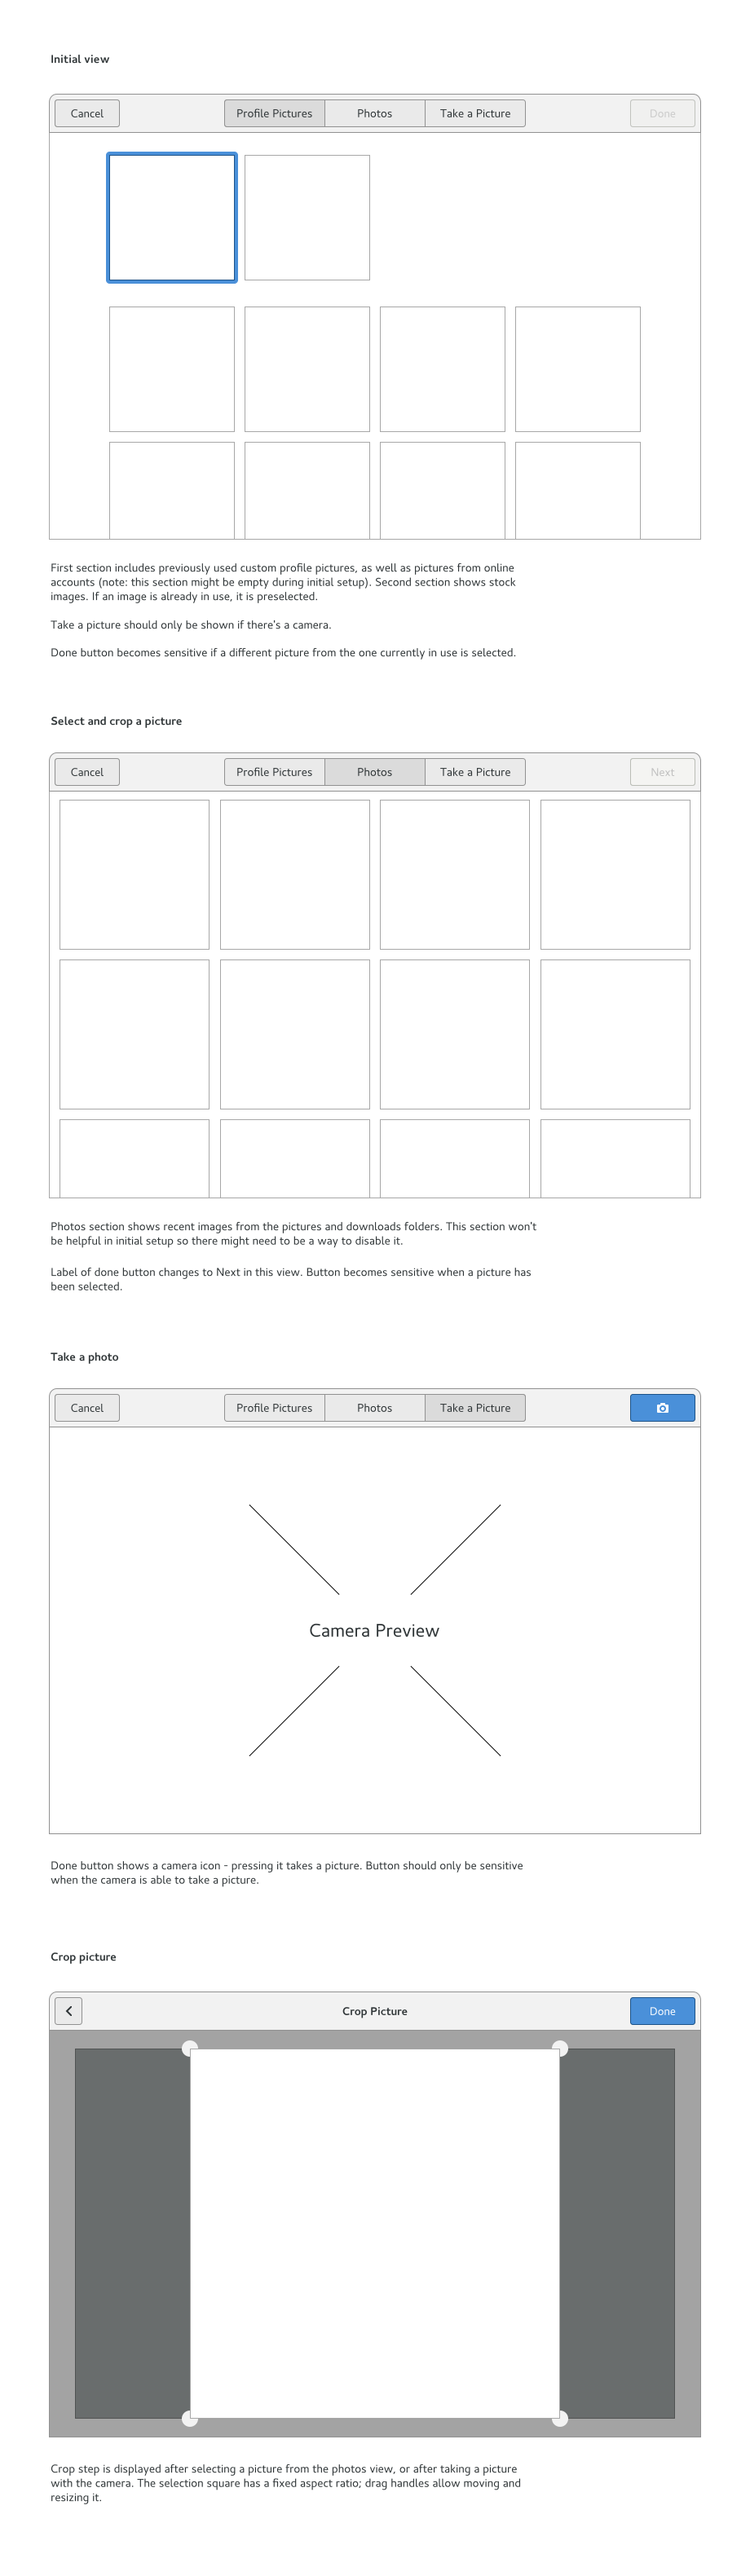 Initial view
Cancel
Profile Pictures
Photos
Take a Picture
Done
First section includes previously used custom profile pictures, as well as pictures from online
accounts (note: this section might be empty during initial setup). Second section shows stock
images. If an image is already in use, it is preselected.
Take a picture should only be shown if there's a camera.
Done button becomes sensitive if a different picture from the one currently in use is selected.
Select and crop a picture
Cancel
Profile Pictures
Photos
Take a Picture
Next
Photos section shows recent images from the pictures and downloads folders. This section won't
be helpful in initial setup so there might need to be a way to disable it.
Label of done button changes to Next in this view. Button becomes sensitive when a picture has
been selected.
Take a photo
Cancel
Profile Pictures
Photos
Take a Picture
Camera Preview
Done button shows a camera icon - pressing it takes a picture. Button should only be sensitive
when the camera is able to take a picture.
Crop picture
Crop Picture
Done
Crop step is displayed after selecting a picture from the photos view, or after taking a picture
with the camera. The selection square has a fixed aspect ratio; drag handles allow moving and
resizing it.